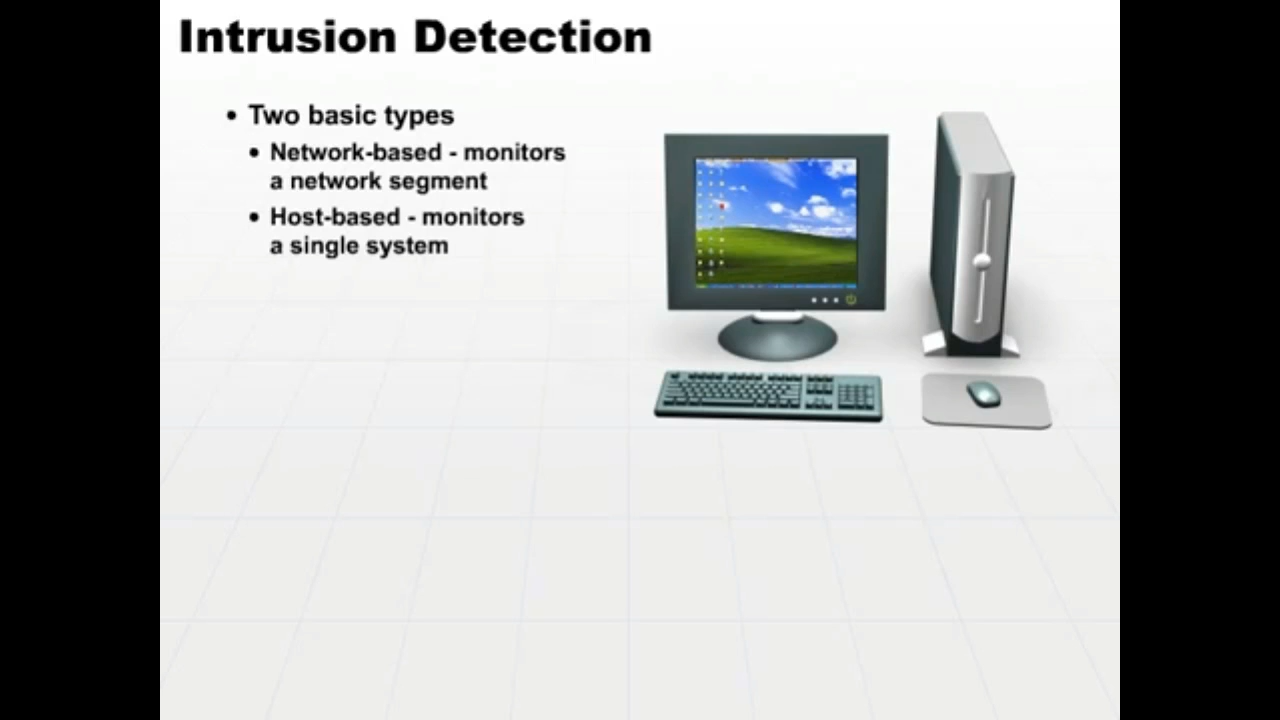 Intrusion Detection
• Two basic types
• Network-based - monitors
a network segment
• Host-based - monitors
a single system